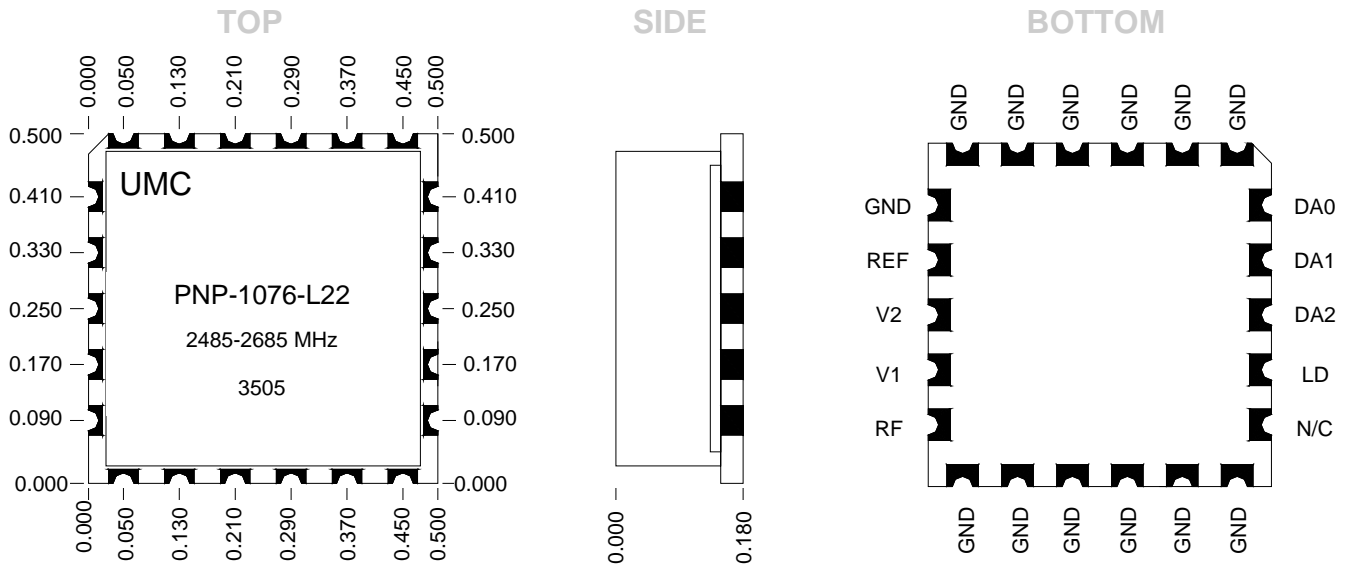 TOP
SIDE
BOTTOM
0.000
0.050
0.130
0.210
0.290
0.370
0.450
0.500
0.500
0.410
0.330
0.250
0.170
0.090
0.000
UMC
PNP-1076-L22
2485-2685 MHz
3505
0.500
0.410
0.330
0.250
0.170
0.090
0.000
0.000
0.050
0.130
0.210
0.290
0.370
0.450
0.500
0.000
0.180
GND
GND
GND
GND
GND
GND
GND
REF
V2
V1
RF
DA0
DA1
DA2
LD
N/C
GND
GND
GND
GND
GND
GND